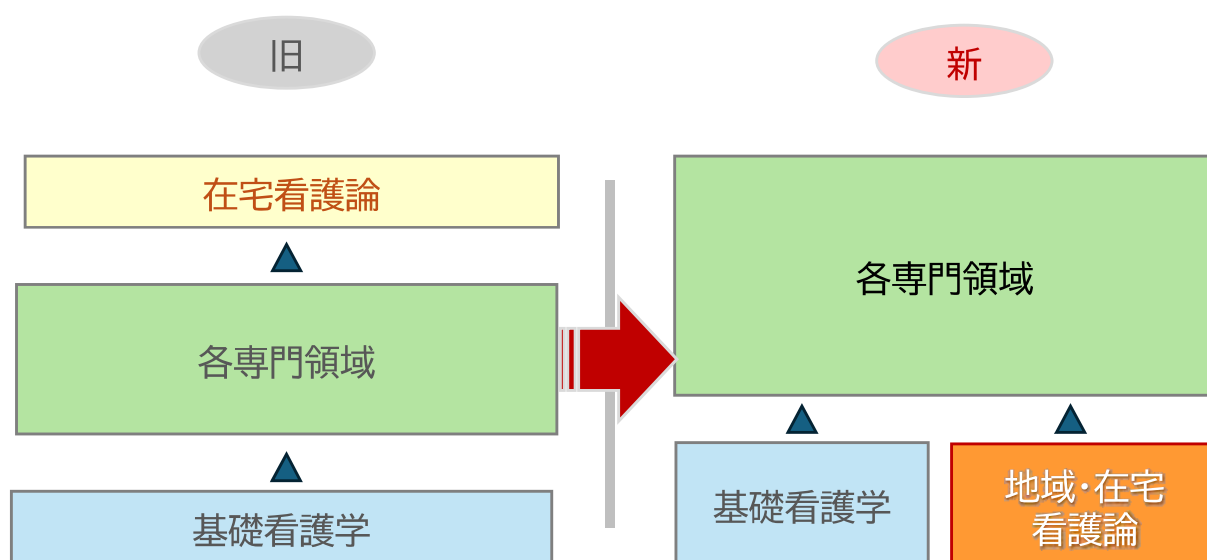 旧
新
在宅看護論
各専門領域
基礎看護学
各専門領域
基礎看護学
地域・在宅
看護論